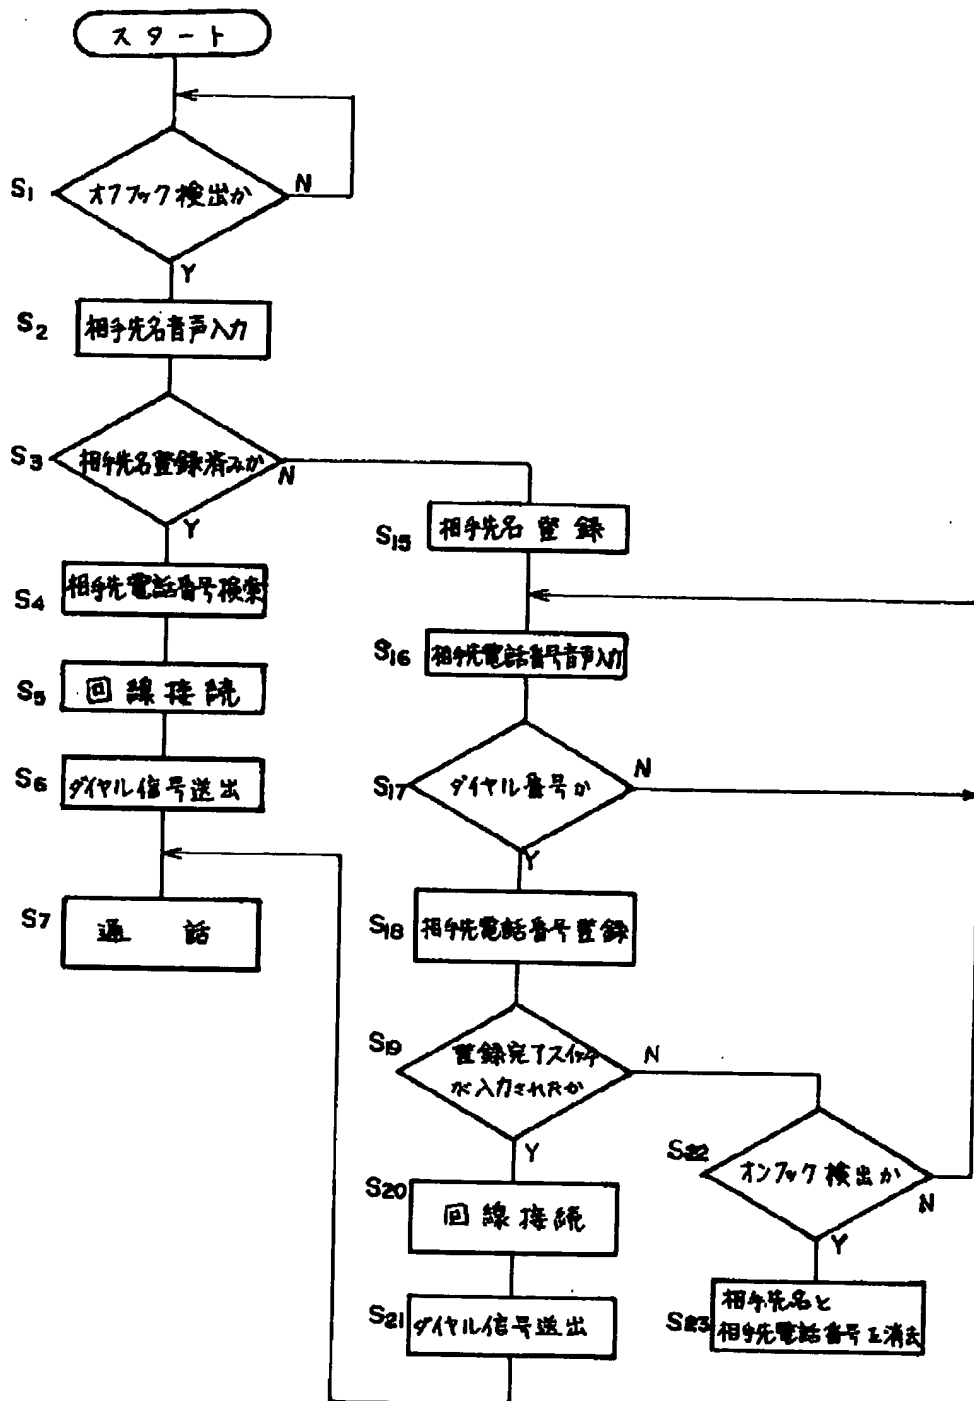 スタート
S1
オフフック検出か
N
Y
S2
相手先名音声入力
S3
相手先名登録済みか
N
Y
S4
相手先電話番号検索
S5
回線接続
S6
ダイヤル信号送出
S7
通話
S15
相手先名登録
S16
相手先電話番号音声入力
S17
ダイヤル番号か
N
Y
S18
相手先電話番号登録
S19
登録完了スイッチ
が入力されたか
N
Y
S20
回線接続
S21
ダイヤル信号送出
S22
オンフック検出か
N
Y
S23
相手先名と
相手先電話番号を消去